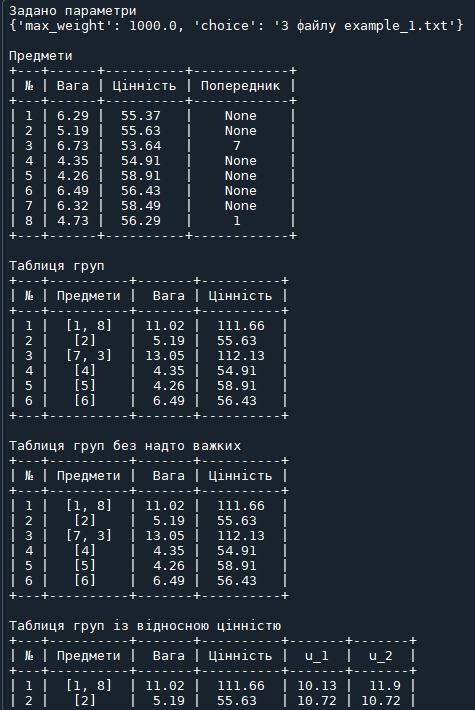 Задано параметри
{'max_weight': 1000.0, 'choice': 'З файлу example_1.txt'}
Предмети
+---+------+----------+------------+
| № | Вага | Цінність | Попередник |
+---+------+----------+------------+
| 1 | 6.29 | 55.37 | None |
| 2 | 5.19 | 55.63 | None |
| 3 | 6.73 | 53.64 | 7 |
| 4 | 4.35 | 54.91 | None |
| 5 | 4.26 | 58.91 | None |
| 6 | 6.49 | 56.43 | None |
| 7 | 6.32 | 58.49 | None |
| 8 | 4.73 | 56.29 | 1 |
+---+------+----------+------------+
Таблиця груп
+---+----------+-------+----------+
| № | Предмети | Вага | Цінність |
+---+----------+-------+----------+
| 1 | [1, 8] | 11.02 | 111.66 |
| 2 | [2] | 5.19 | 55.63 |
| 3 | [7, 3] | 13.05 | 112.13 |
| 4 | [4] | 4.35 | 54.91 |
| 5 | [5] | 4.26 | 58.91 |
| 6 | [6] | 6.49 | 56.43 |
+---+----------+-------+----------+
Таблиця груп без надто важких
+---+----------+-------+----------+
| № | Предмети | Вага | Цінність |
+---+----------+-------+----------+
| 1 | [1, 8] | 11.02 | 111.66 |
| 2 | [2] | 5.19 | 55.63 |
| 3 | [7, 3] | 13.05 | 112.13 |
| 4 | [4] | 4.35 | 54.91 |
| 5 | [5] | 4.26 | 58.91 |
| 6 | [6] | 6.49 | 56.43 |
+---+----------+-------+----------+
Таблиця груп із відносною цінністю
+---+----------+-------+----------+-------+-------+
| № | Предмети | Вага | Цінність | u_1 | u_2 |
+---+----------+-------+----------+-------+-------+
| 1 | [1, 8] | 11.02 | 111.66 | 10.13 | 11.9 |
| 2 | [2] | 5.19 | 55.63 | 10.72 | 10.72 |